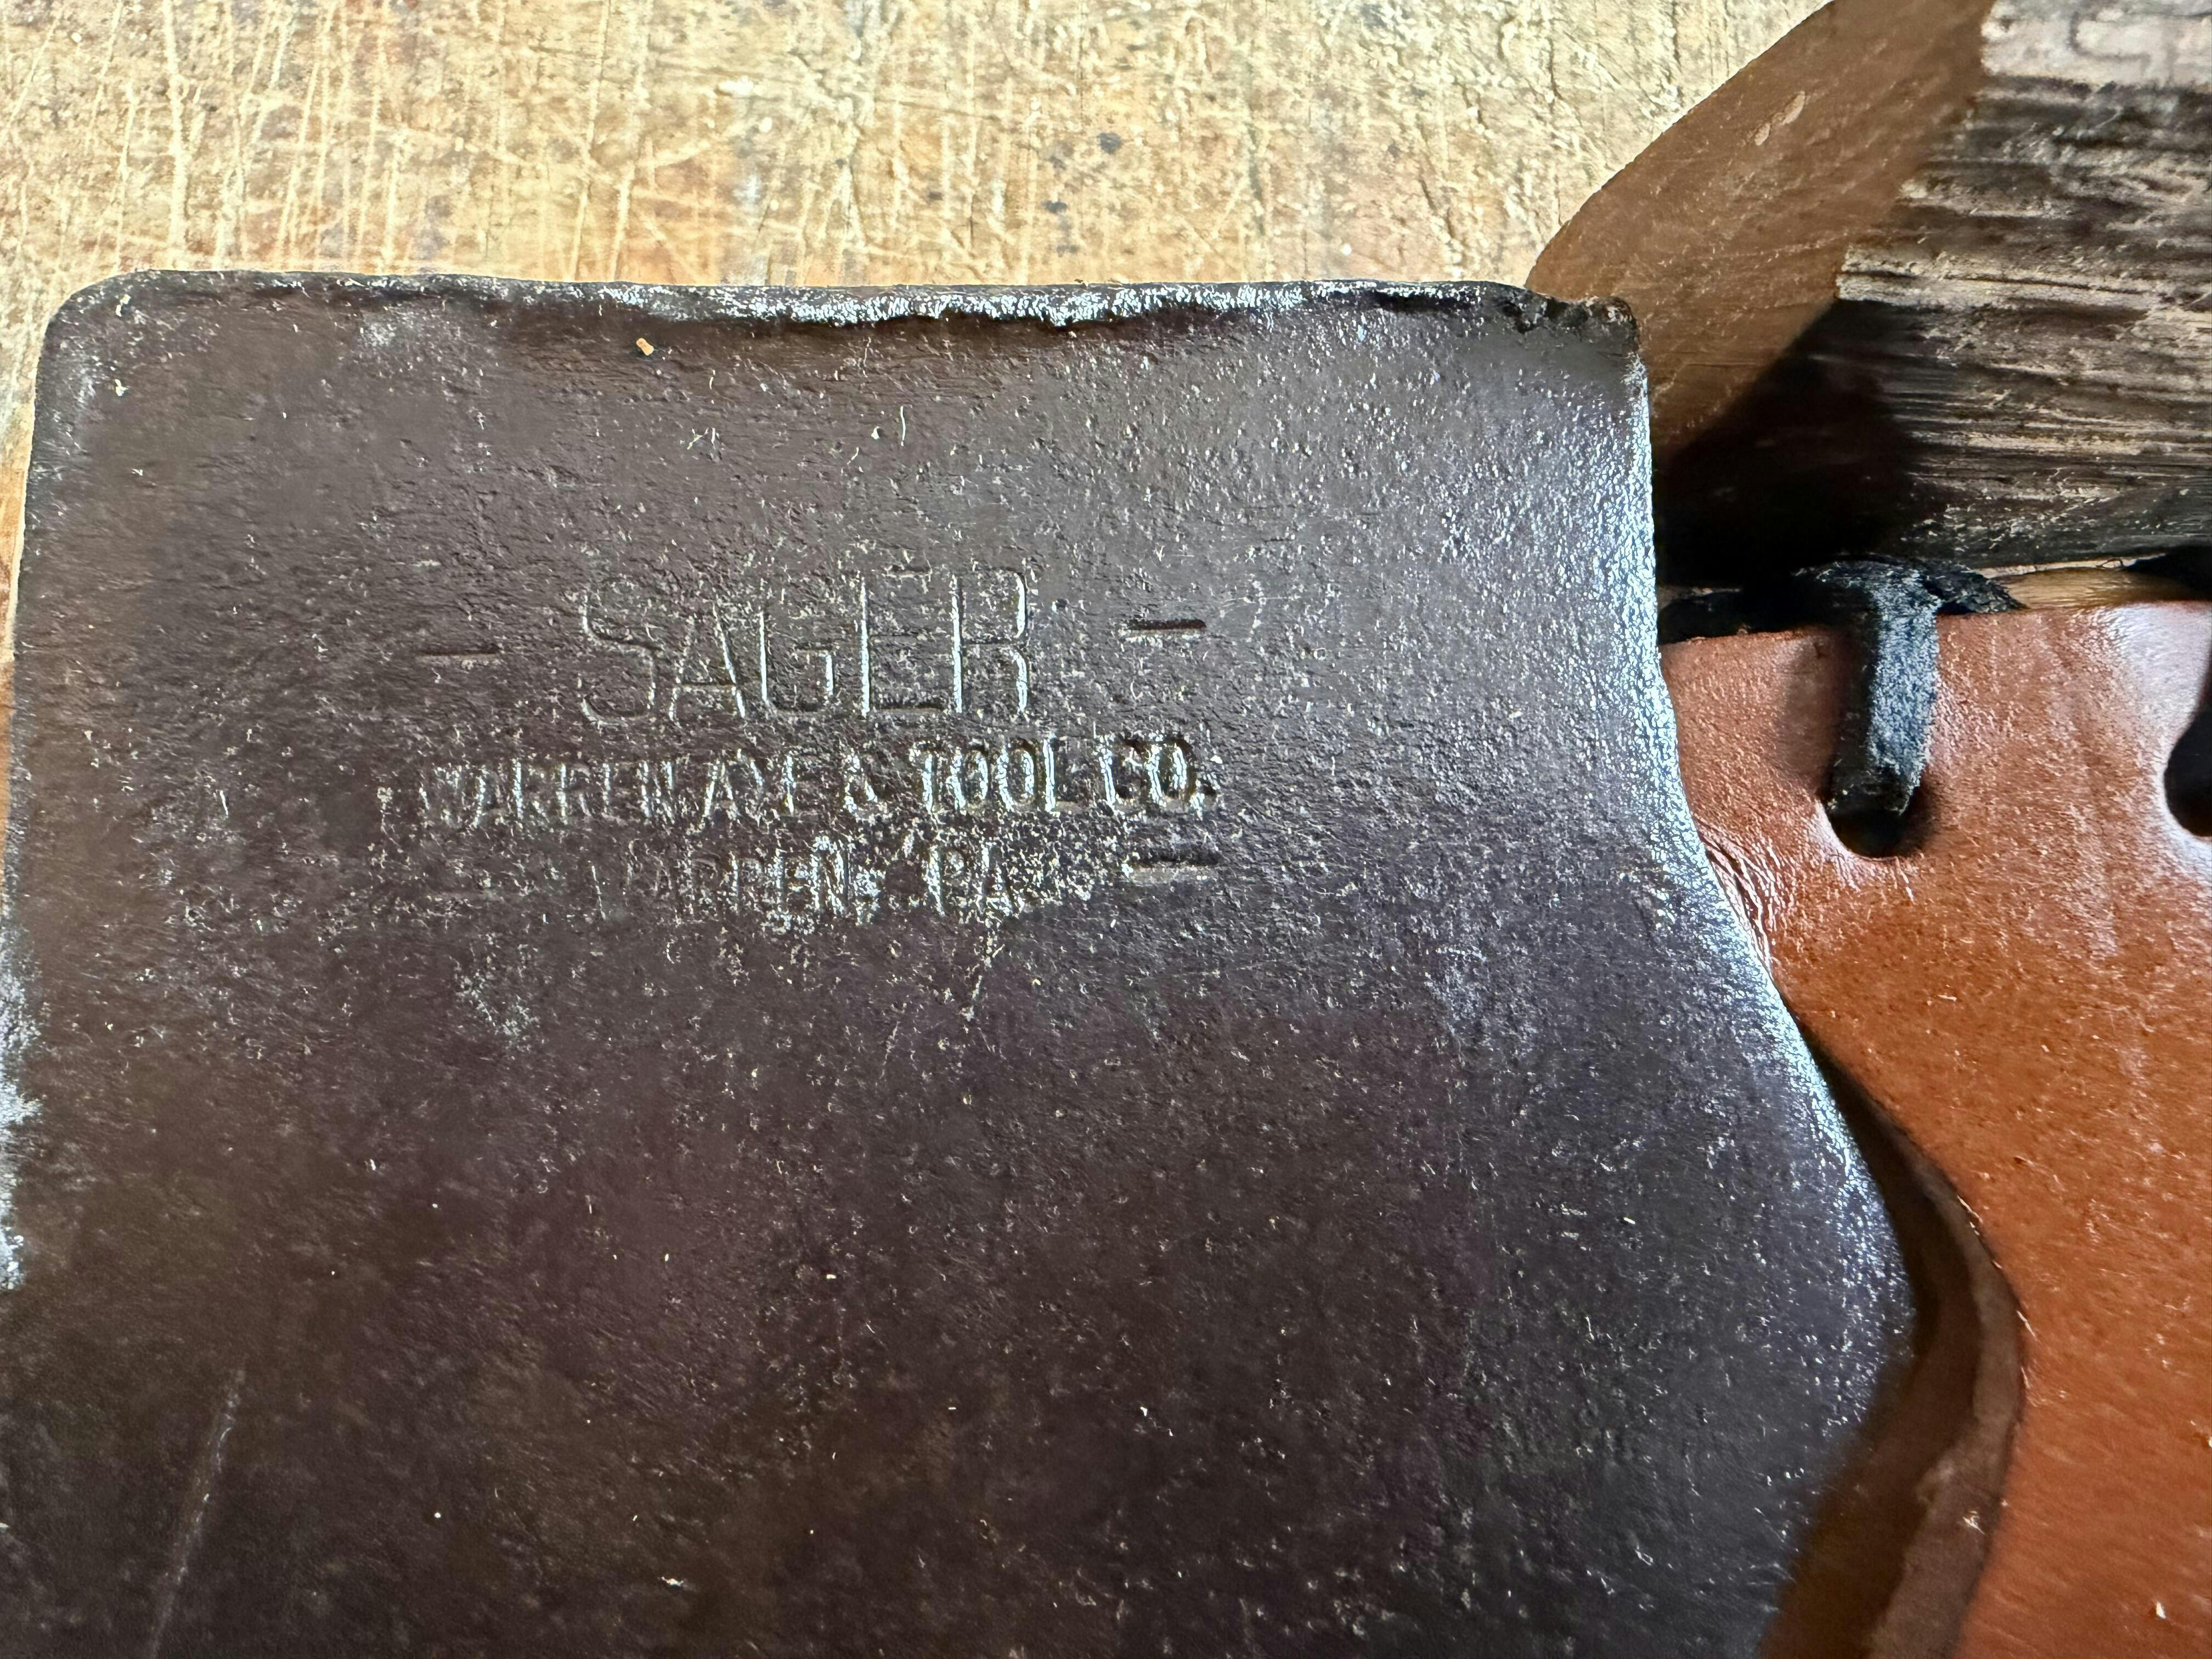 - SAGER -
WARREN AXE & TOOL CO.
- WARREN, PA. -